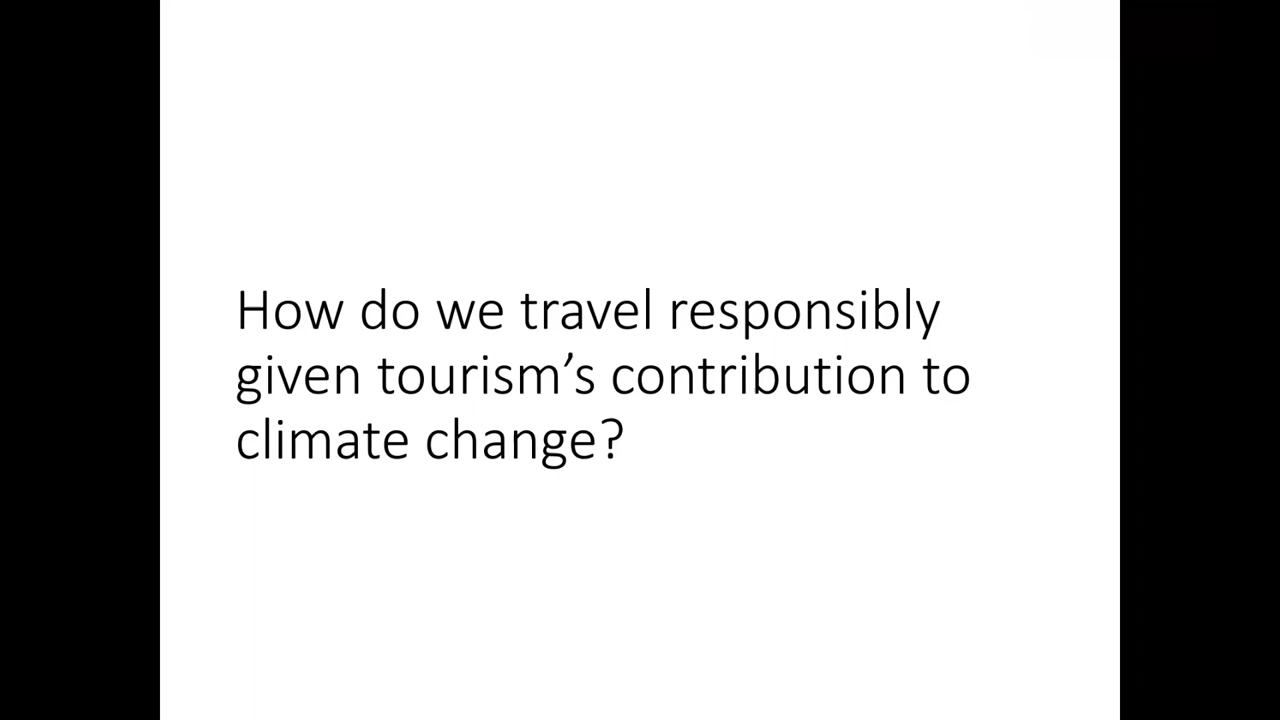 How do we travel responsibly
given tourism’s contribution to
climate change?